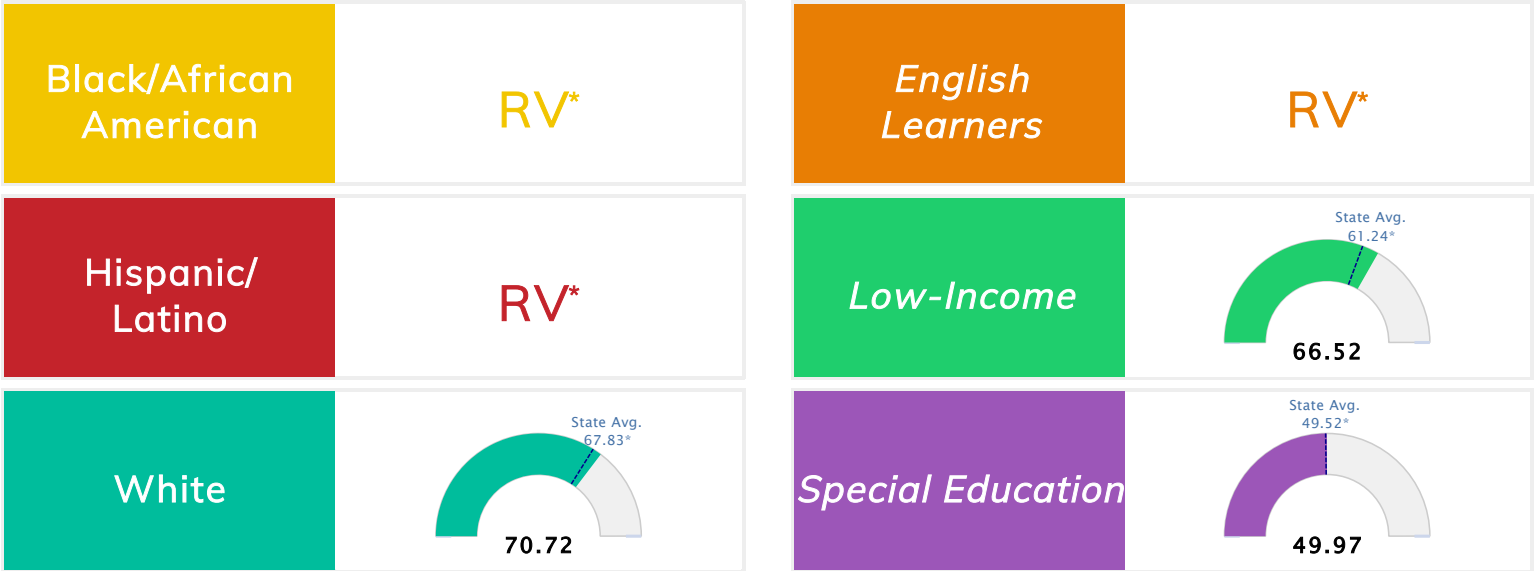 Black/African
American
RV*
English
Learners
RV*
Hispanic/
Latino
RV*
Low-Income
State Avg.
61.24*
66.52
White
State Avg.
67.83*
70.72
Special Education
State Avg.
49.52*
49.97